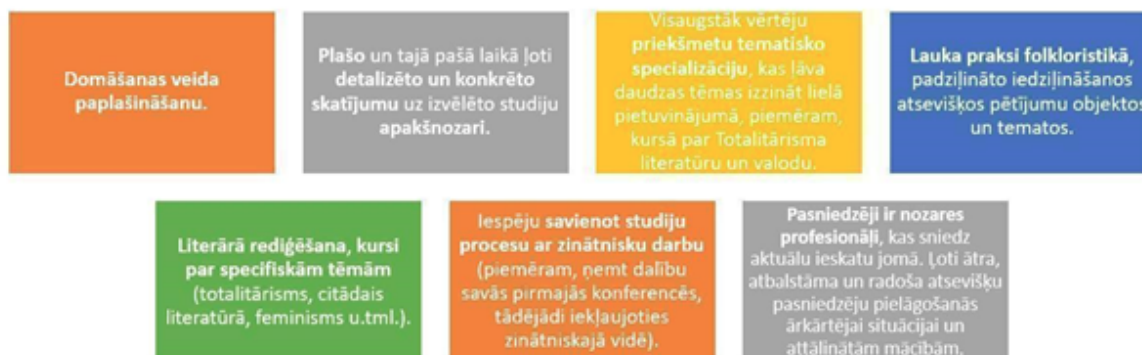 Domāšanas veida
paplašināšanu.
Plašo un tajā pašā laikā ļoti
detalizēto un konkrēto
skatījumu uz izvēlēto studiju
apakšnozari.
Visaugstāk vērtēju
priekšmetu tematisko
specializāciju, kas ļāva
daudzas tēmas izzināt lielā
pietuvinājumā, piemēram,
kursā par Totalitārisma
literatūru un valodu.
Lauka praksi folkloristikā,
padziļināto iedziļināšanos
atsevišķos pētījumu objektos
un tematos.
Literārā rediģēšana, kursi
par specifiskām tēmām
(totalitārisms, citādais
literatūrā, feminisms u.tml.).
Iespēju savienot studiju
procesu ar zinātnisku darbu
(piemēram, ņemt dalību
savās pirmajās konferencēs,
tādējādi iekļaujoties
zinātniskajā vidē).
Pasniedzēji ir nozares
profesionāļi, kas sniedz
aktuālu ieskatu jomā. Ļoti ātra,
atbalstāma un radoša atsevišķu
pasniedzēju pielāgošanās
ārkārtējai situācijai un
attālinātām mācībām.